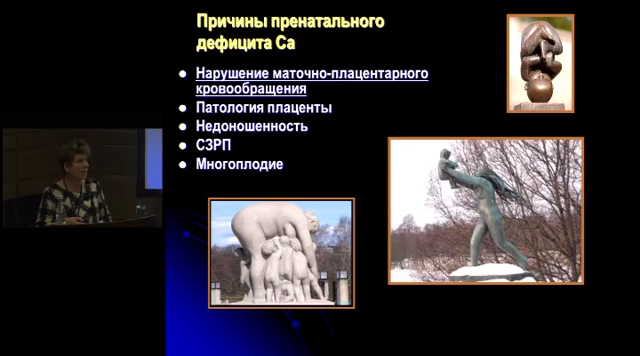 Причины пренатального
дефицита Са
Нарушение маточно-плацентарного
кровообращения
Патология плаценты
Недоношенность
СЗРП
Многоплодие